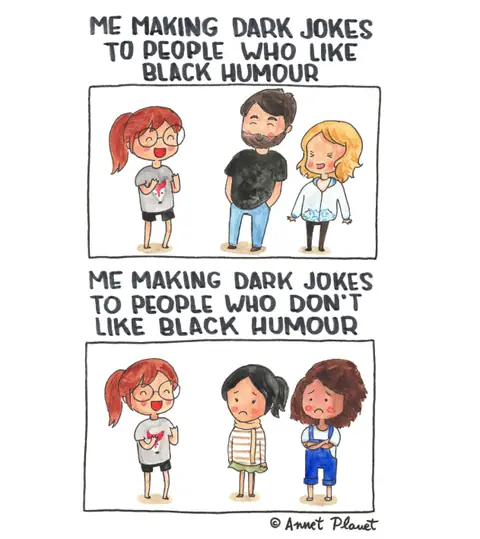 ME MAKING DARK JOKES
TO PEOPLE WHO LIKE
BLACK HUMOUR
ME MAKING DARK JOKES
TO PEOPLE WHO DON'T
LIKE BLACK HUMOUR
© Annet Planet